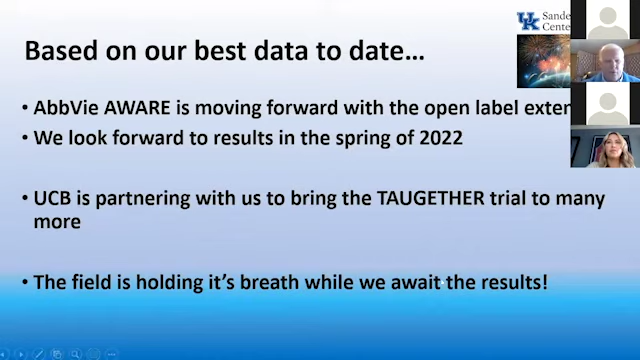 UK Sande
Cente
Based on our best data to date…
• AbbVie AWARE is moving forward with the open label exten
• We look forward to results in the spring of 2022
• UCB is partnering with us to bring the TAUGETHER trial to many
more
• The field is holding it's breath while we await the results!